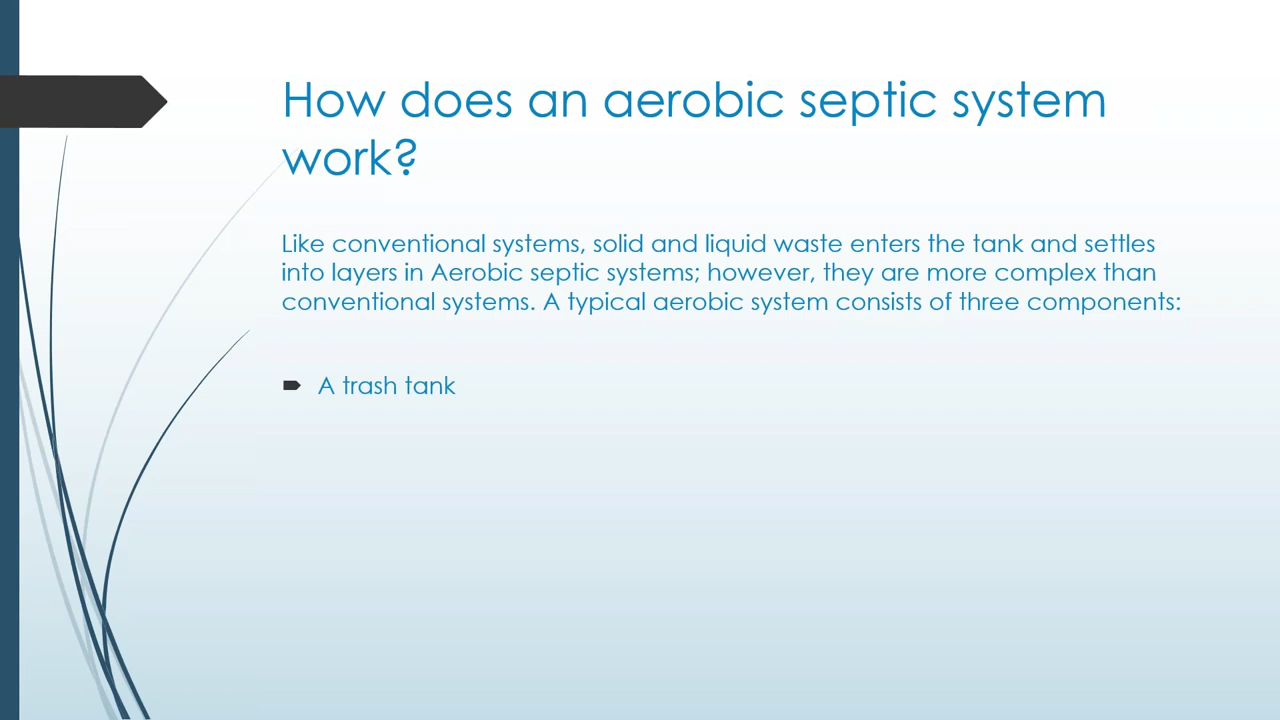 How does an aerobic septic system
work?
Like conventional systems, solid and liquid waste enters the tank and settles
into layers in Aerobic septic systems; however, they are more complex than
conventional systems. A typical aerobic system consists of three components:
A trash tank